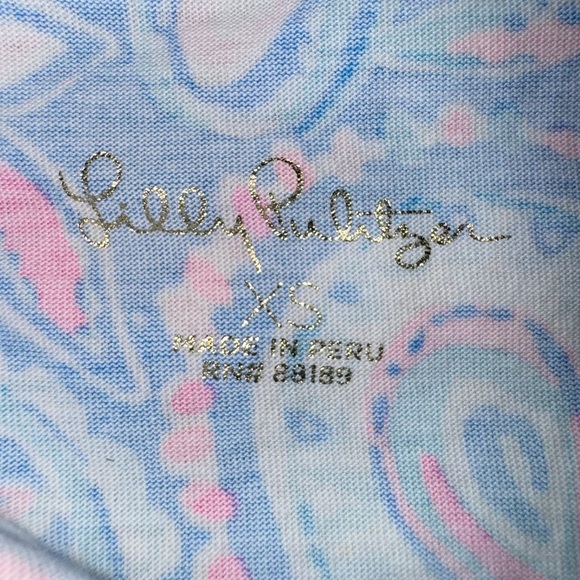 Lilly Pulitzer
XS
MADE IN PERU
RN# 88189